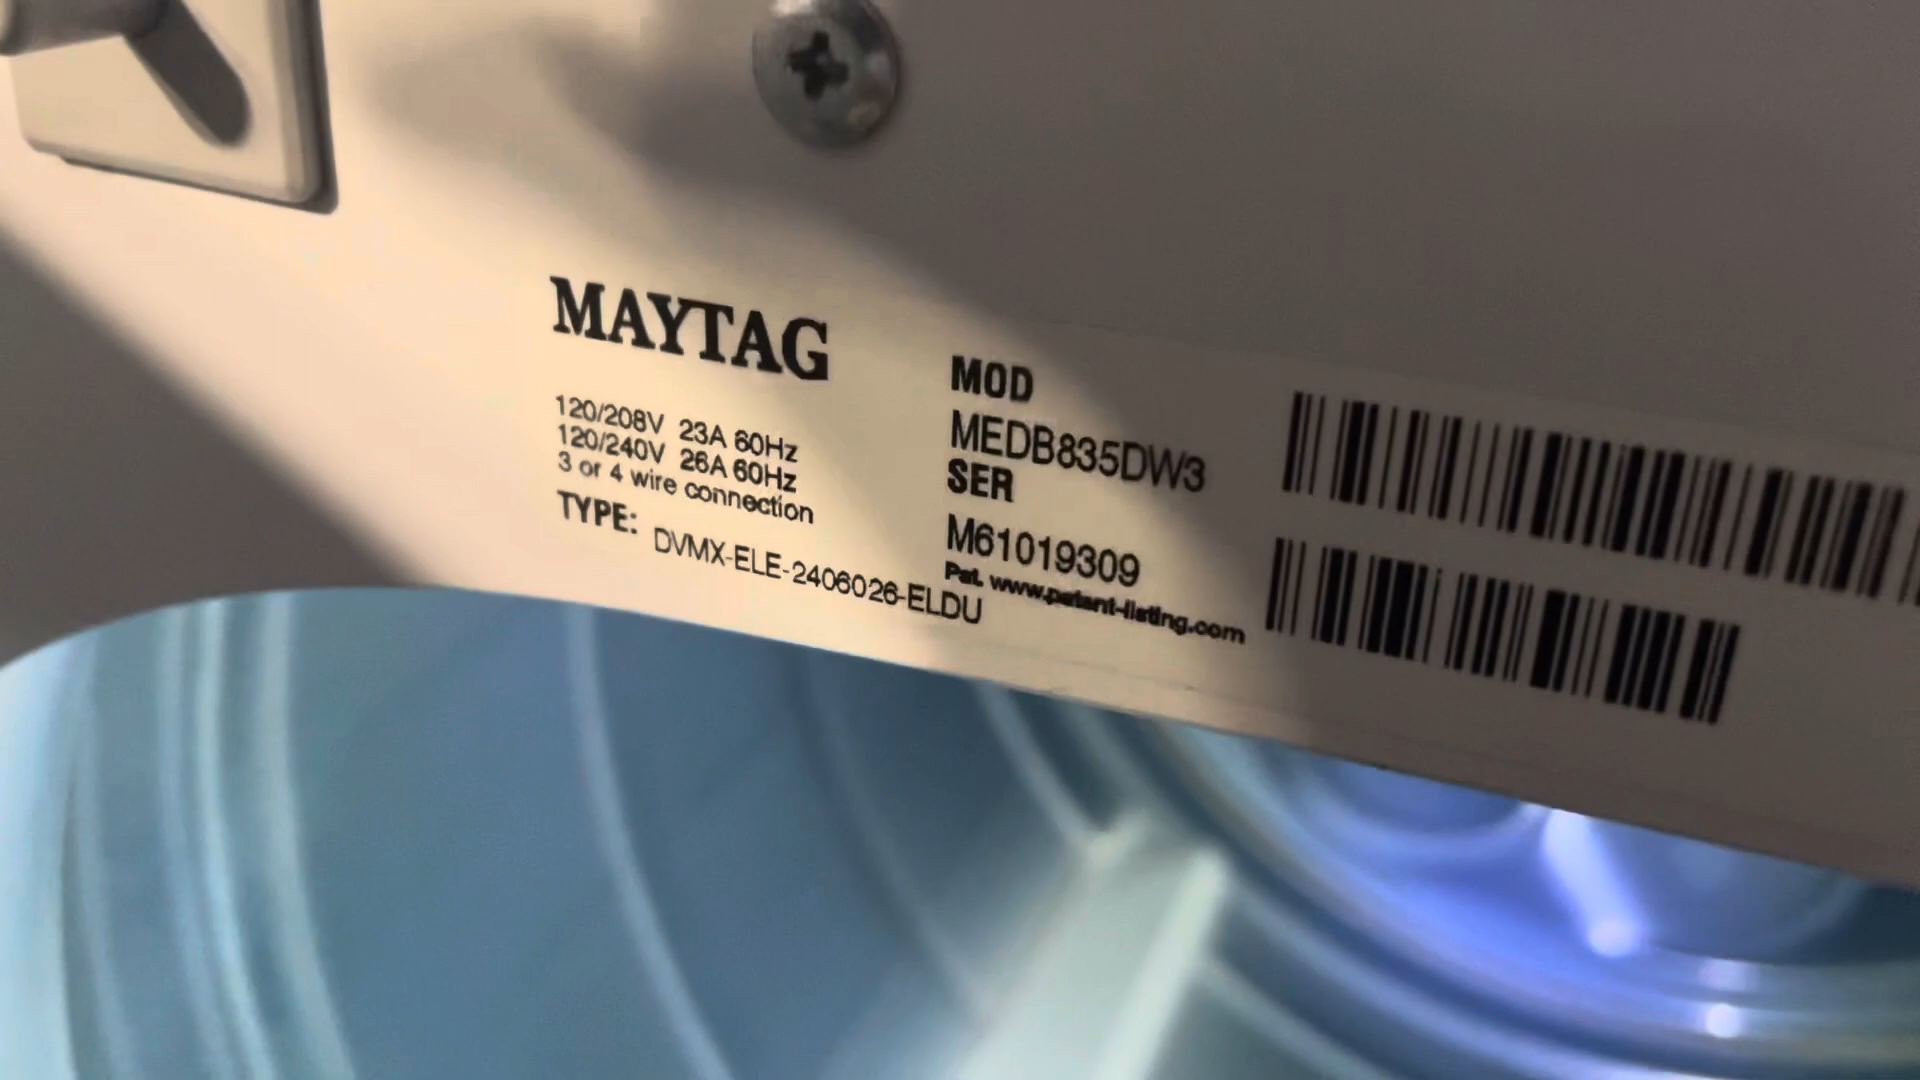 MAYTAG
120/208V 23A 60Hz
120/240V 26A 60Hz
3 or 4 wire connection
TYPE: DVMX-ELE-2406026-ELDU
MOD
MEDB835DW3
SER
M61019309
Pat. www.patent-listing.com